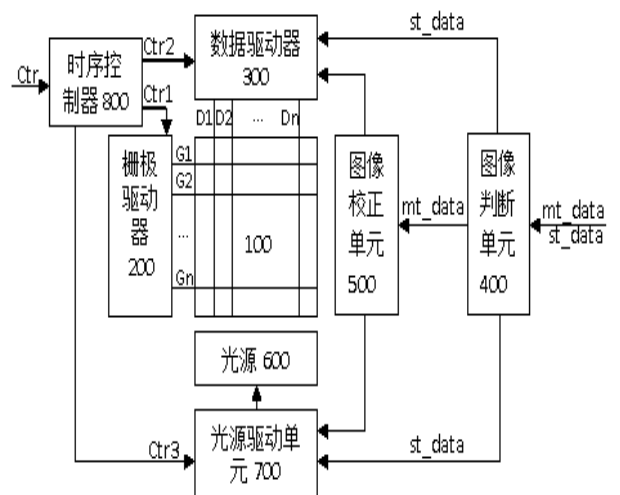 st_data
Ctr
时序控
制器 800
Ctr2
Ctr1
数据驱动器
300
D1 D2 ... Dn
栅极
驱动
器
200
G1
G2
...
Gn
100
图像
校正
单元
500
mt_data
图像
判断
单元
400
mt_data
st_data
光源 600
光源驱动单
元 700
Ctr3
st_data